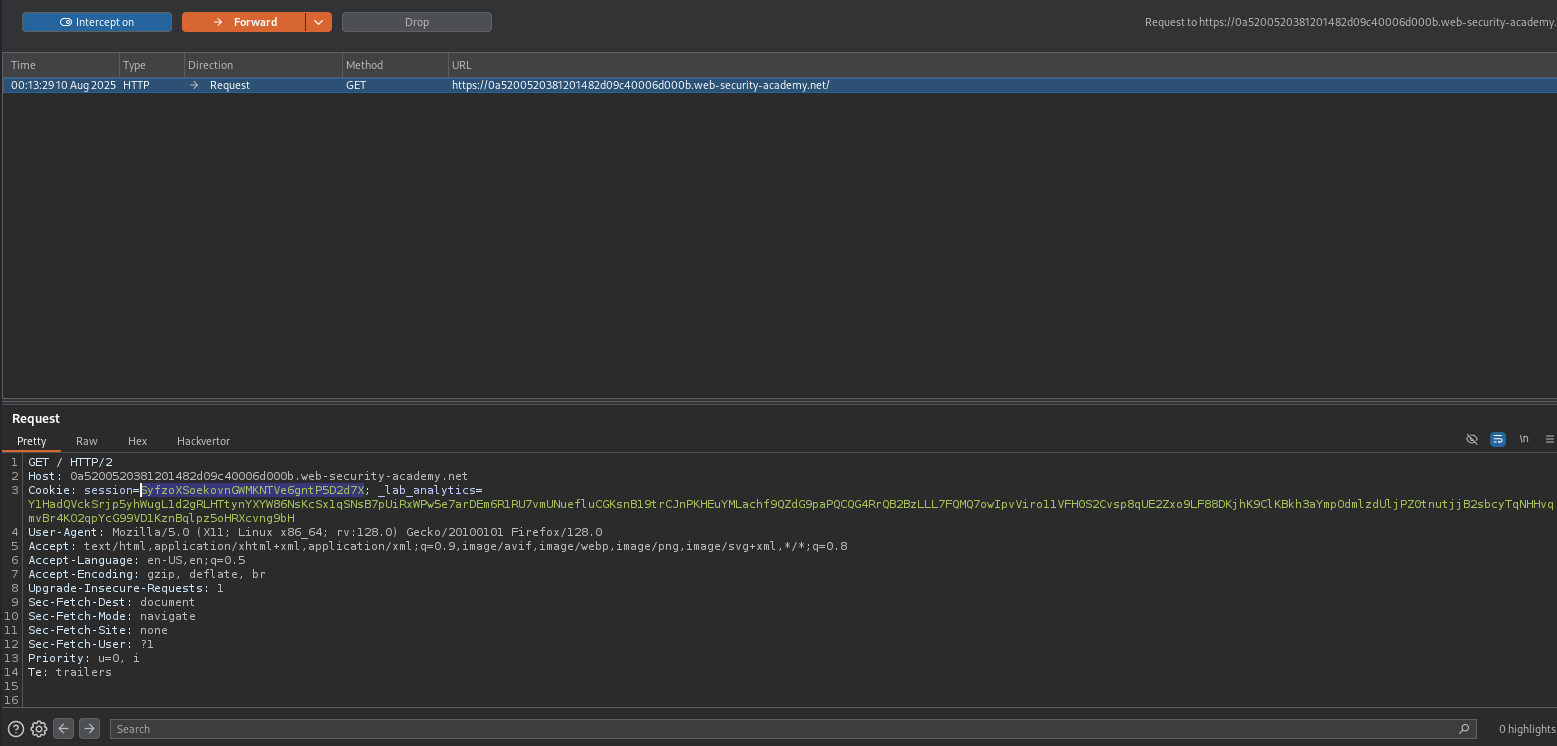 Intercept on
Forward
Drop
Request to https://0a5200520381201482d09c40006d000b.web-security-academy.
Time Type Direction Method URL
00:13:29 10 Aug 2025 HTTP → Request GET https://0a5200520381201482d09c40006d000b.web-security-academy.net/
Request
Pretty Raw Hex Hackvertor
\n
1 GET / HTTP/2
2 Host: 0a5200520381201482d09c40006d000b.web-security-academy.net
3 Cookie: session=SyfzoXSoekovnGWMKNTVe6gntP5D2d7X; _lab_analytics=
Y1HadQVckSrjp5yhWugL1d2gRLHTtynYXYW86NsKcSx1qSNsB7pUiRxWPw5e7arDEm6R1RU7vmUNuefluCGKsnB19trCJnPKHEuYMLachf9QZdG9paPQCQG4RrQB2BzLLL7FQMQ7owIpvViro11VFH0S2Cvsp8qUE2Zxo9LF88DKjhK9ClKBkh3aYmpOdmlzdUljPZ0tnutjjB2sbcyTqNHHvq
mvBr4KO2qpYcG99VD1KznBqlpz5oHRXcvng9bH
4 User-Agent: Mozilla/5.0 (X11; Linux x86_64; rv:128.0) Gecko/20100101 Firefox/128.0
5 Accept: text/html,application/xhtml+xml,application/xml;q=0.9,image/avif,image/webp,image/png,image/svg+xml,*/*;q=0.8
6 Accept-Language: en-US,en;q=0.5
7 Accept-Encoding: gzip, deflate, br
8 Upgrade-Insecure-Requests: 1
9 Sec-Fetch-Dest: document
10 Sec-Fetch-Mode: navigate
11 Sec-Fetch-Site: none
12 Sec-Fetch-User: ?1
13 Priority: u=0, i
14 Te: trailers
15
16
Search
0 highlights